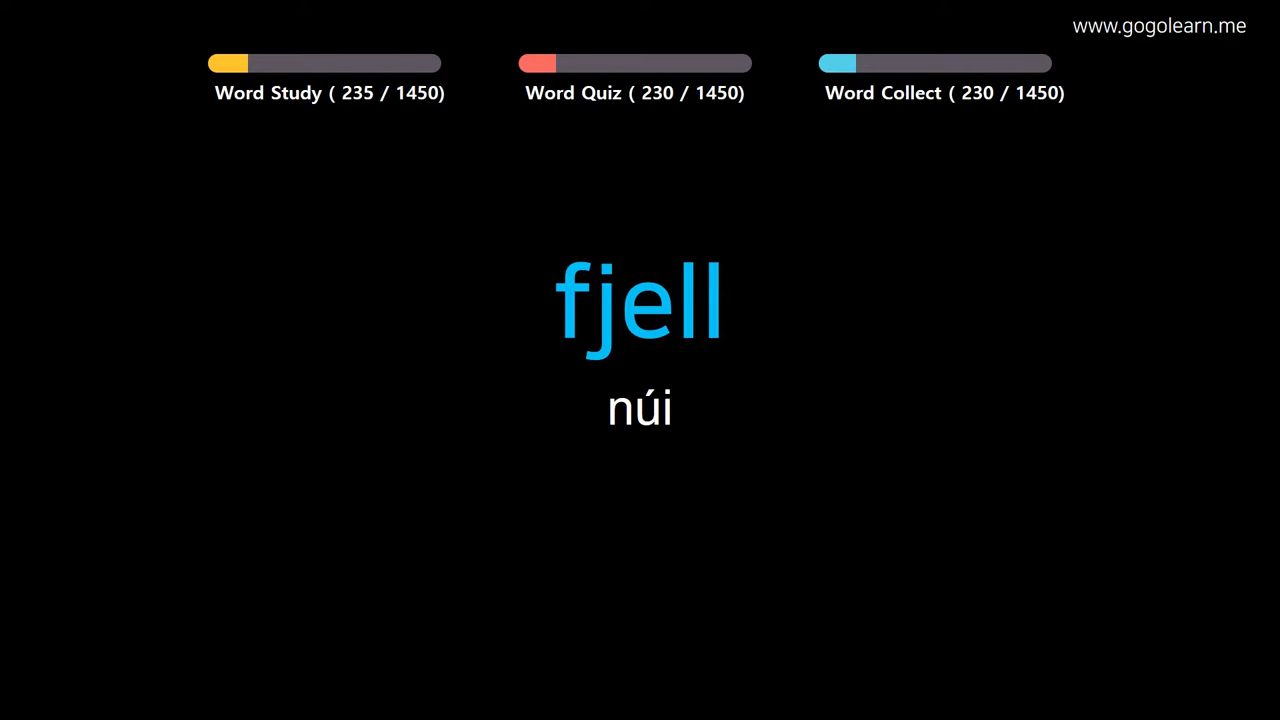 www.gogolearn.me
Word Study ( 235 / 1450)
Word Quiz ( 230 / 1450)
Word Collect ( 230 / 1450)
fjell
núi